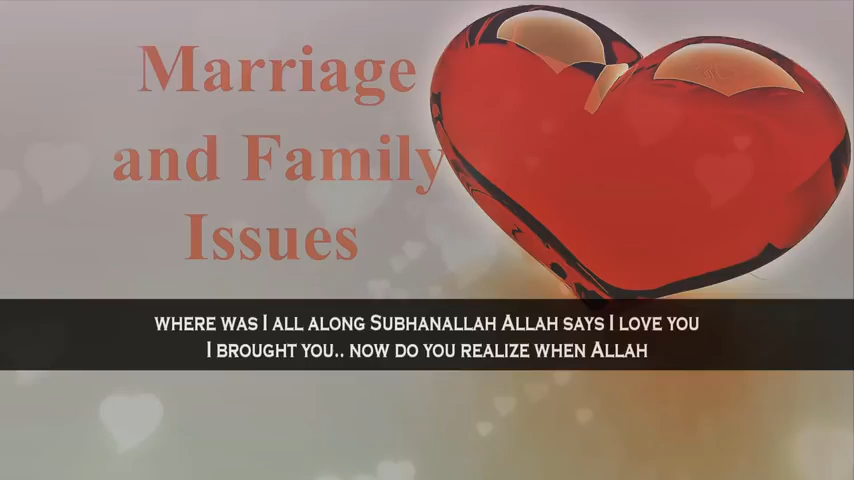 Marriage
and Family
Issues
WHERE WAS I ALL ALONG SUBHANALLAH ALLAH SAYS I LOVE YOU
I BROUGHT YOU.. NOW DO YOU REALIZE WHEN ALLAH